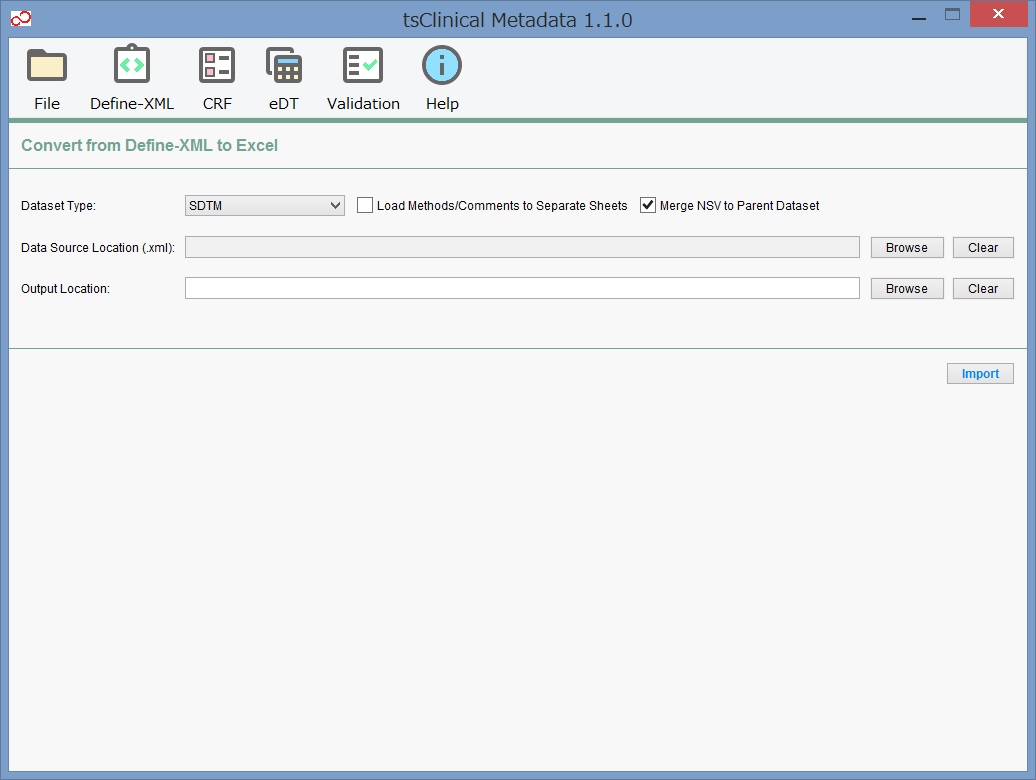 tsClinical Metadata 1.1.0
File Define-XML CRF eDT Validation Help
Convert from Define-XML to Excel
Dataset Type: SDTM Load Methods/Comments to Separate Sheets Merge NSV to Parent Dataset
Data Source Location (.xml): Browse Clear
Output Location: Browse Clear
Import